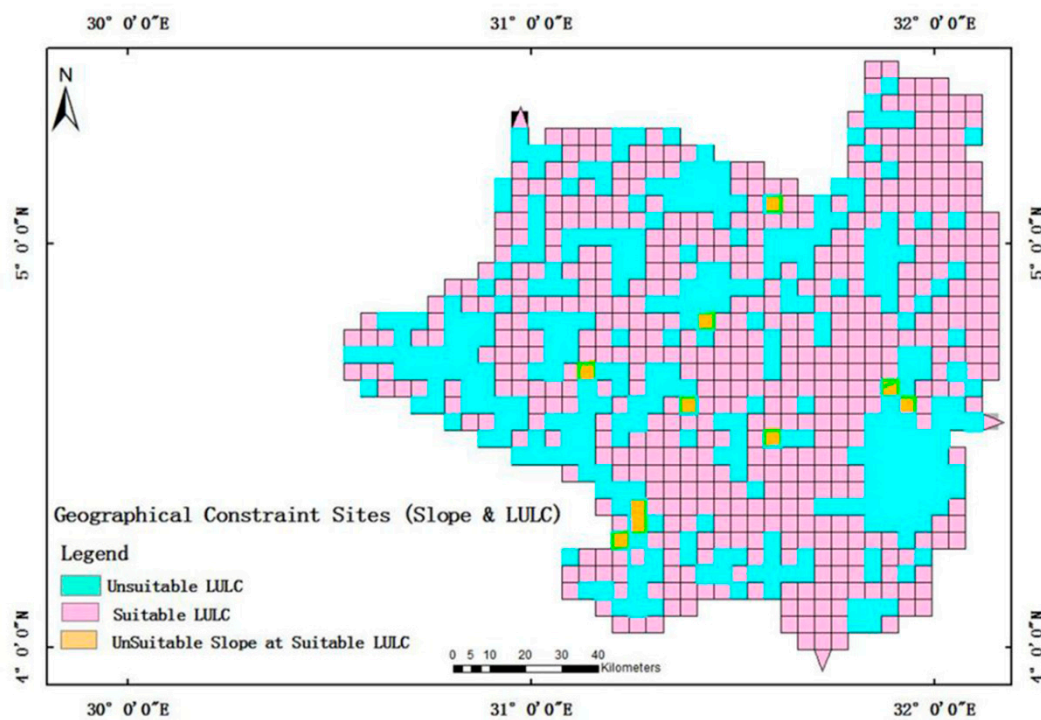 30° 0′0″E 31° 0′0″E 32° 0′0″E
N
5° 0′0″N 5° 0′0″N
Geographical Constraint Sites (Slope & LULC)
Legend
Unsuitable LULC
Suitable LULC
UnSuitable Slope at Suitable LULC
0 5 10 20 30 40
Kilometers
4° 0′0″N 4° 0′0″N
30° 0′0″E 31° 0′0″E 32° 0′0″E